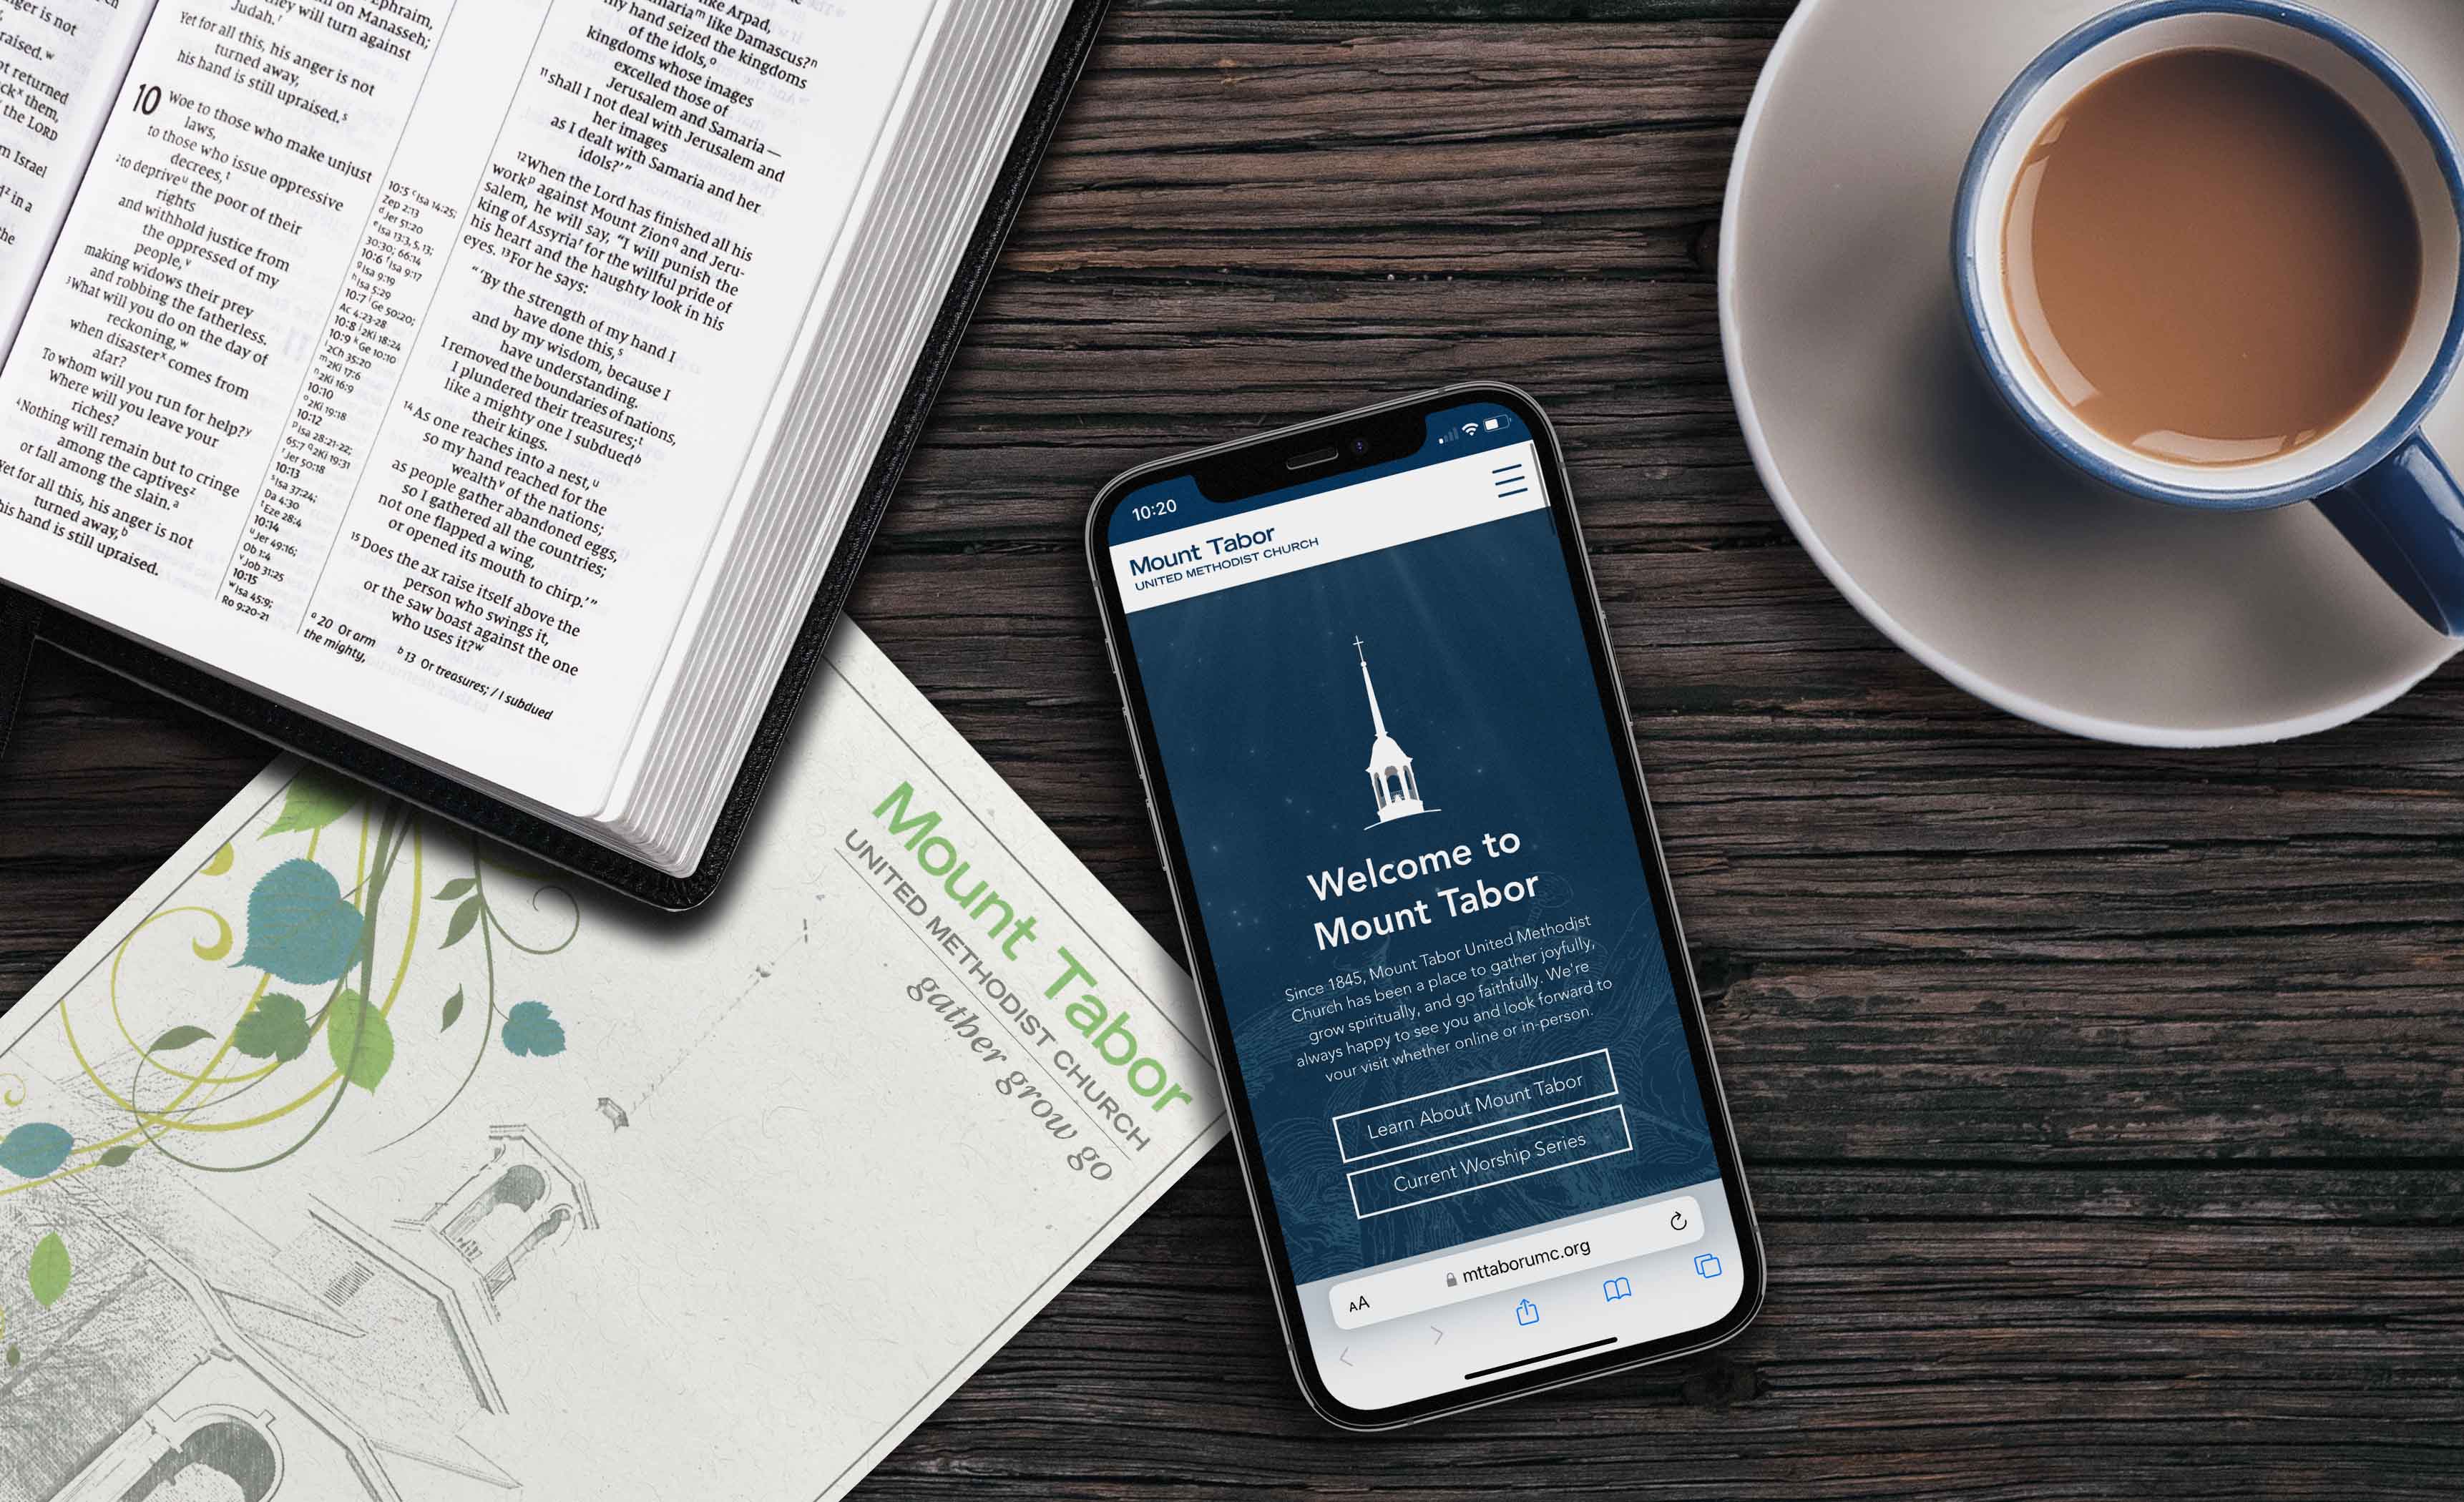 nger is not
raised. w
ot returned
ck x them,
the LORD
m Israel
z in a
the
Ephraim,
on Manasseh;
they will turn against
Judah. r
Yet for all this, his anger is not
turned away,
his hand is still upraised. s
10 Woe to those who make unjust
laws,
to those who issue oppressive
decrees, t
2 to deprive u the poor of their
rights
and withhold justice from
the oppressed of my
people, v
making widows their prey
and robbing the fatherless.
3 What will you do on the day of
reckoning, w
when disaster x comes from
afar?
To whom will you run for help? y
Where will you leave your
riches?
4 Nothing will remain but to cringe
among the captives z
or fall among the slain. a
Yet for all this, his anger is not
turned away, b
his hand is still upraised.
10:5 c Isa 14:25;
Zep 2:13
d Jer 51:20
e Isa 13:3, 5, 13;
30:30; 66:14
10:6 f Isa 9:17
g Isa 9:19
h Isa 5:29
10:7 i Ge 50:20;
Ac 4:23-28
10:8 j 2Ki 18:24
10:9 k Ge 10:10
l 2Ch 35:20
m 2Ki 17:6
n 2Ki 16:9
10:10
o 2Ki 19:18
10:12
p Isa 28:21-22;
65:7 q 2Ki 19:31
r Jer 50:18
10:13
s Isa 37:24;
Da 4:30
t Eze 28:4
10:14
u Jer 49:16;
Ob 1:4
v Job 31:25
10:15
w Isa 45:9;
Ro 9:20-21
like Arpad,
maria m like Damascus? n
my hand seized the kingdoms
of the idols, o
kingdoms whose images
excelled those of
Jerusalem and Samaria —
11 shall I not deal with Jerusalem and
her images
as I dealt with Samaria and her
idols?’ ”
12 When the Lord has finished all his
work p against Mount Zion q and Jeru-
salem, he will say, “I will punish the
king of Assyria r for the willful pride of
his heart and the haughty look in his
eyes. 13 For he says:
“ ‘By the strength of my hand I
have done this, s
and by my wisdom, because I
have understanding.
I removed the boundaries of nations,
I plundered their treasures; t
like a mighty one I subdued b
their kings.
14 As one reaches into a nest, u
so my hand reached for the
wealth v of the nations;
as people gather abandoned eggs,
so I gathered all the countries;
not one flapped a wing,
or opened its mouth to chirp.’ ”
15 Does the ax raise itself above the
person who swings it,
or the saw boast against the one
who uses it? w
a 20 Or arm
the mighty,
b 13 Or treasures; / I subdued
Mount Tabor
UNITED METHODIST CHURCH
gather grow go
10:20
Mount Tabor
UNITED METHODIST CHURCH
Welcome to
Mount Tabor
Since 1845, Mount Tabor United Methodist
Church has been a place to gather joyfully,
grow spiritually, and go faithfully. We're
always happy to see you and look forward to
your visit whether online or in-person.
Learn About Mount Tabor
Current Worship Series
AA
mttaborumc.org